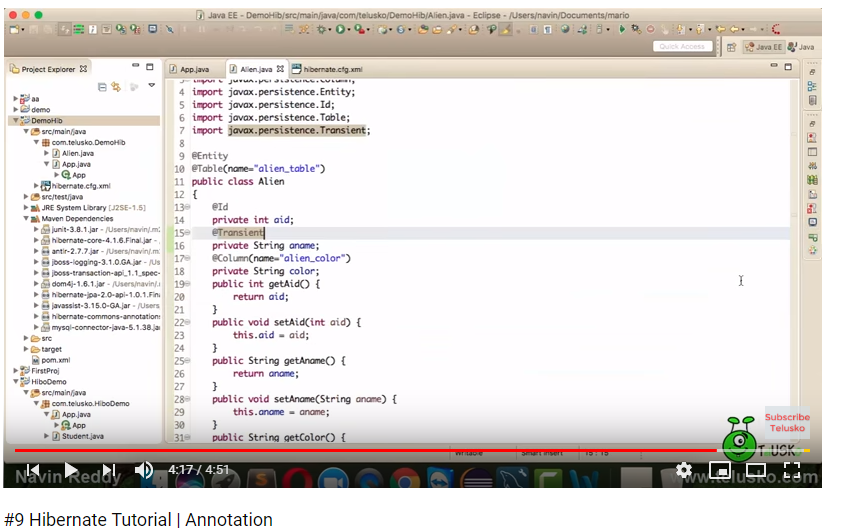 Java EE - DemoHib/src/main/java/com/telusko/DemoHib/Alien.java - Eclipse - /Users/navin/Documents/mario
Quick Access
Java EE
Java
Project Explorer
App.java
Alien.java
hibernate.cfg.xml
aa
demo
DemoHib
src/main/java
com.telusko.DemoHib
Alien.java
App.java
App
hibernate.cfg.xml
src/test/java
JRE System Library [J2SE-1.5]
Maven Dependencies
junit-3.8.1.jar - /Users/navin/.m
hibernate-core-4.1.6.Final.jar -
antlr-2.7.7.jar - /Users/navin/.m
jboss-logging-3.1.0.GA.jar - /Us
jboss-transaction-api_1.1_spec-
dom4j-1.6.1.jar - /Users/navin/.
hibernate-jpa-2.0-api-1.0.1.Fina
javassist-3.15.0-GA.jar - /Users
hibernate-commons-annotation
mysql-connector-java-5.1.38.ja
src
target
pom.xml
FirstProj
HiboDemo
src/main/java
com.telusko.HiboDemo
App.java
App
Student.java
3 import javax.persistence.Column;
4 import javax.persistence.Entity;
5 import javax.persistence.Id;
6 import javax.persistence.Table;
7 import javax.persistence.Transient;
8
9 @Entity
10 @Table(name="alien_table")
11 public class Alien
12 {
13 @Id
14 private int aid;
15 @Transient
16 private String aname;
17 @Column(name="alien_color")
18 private String color;
19 public int getAid() {
20 return aid;
21 }
22 public void setAid(int aid) {
23 this.aid = aid;
24 }
25 public String getAname() {
26 return aname;
27 }
28 public void setAname(String aname) {
29 this.aname = aname;
30 }
31 public String getColor() {
Writable
Smart Insert
15 : 15
Subscribe
Telusko
T USK
4:17 / 4:51
Navin Reddy
www.telusko.com
#9 Hibernate Tutorial | Annotation